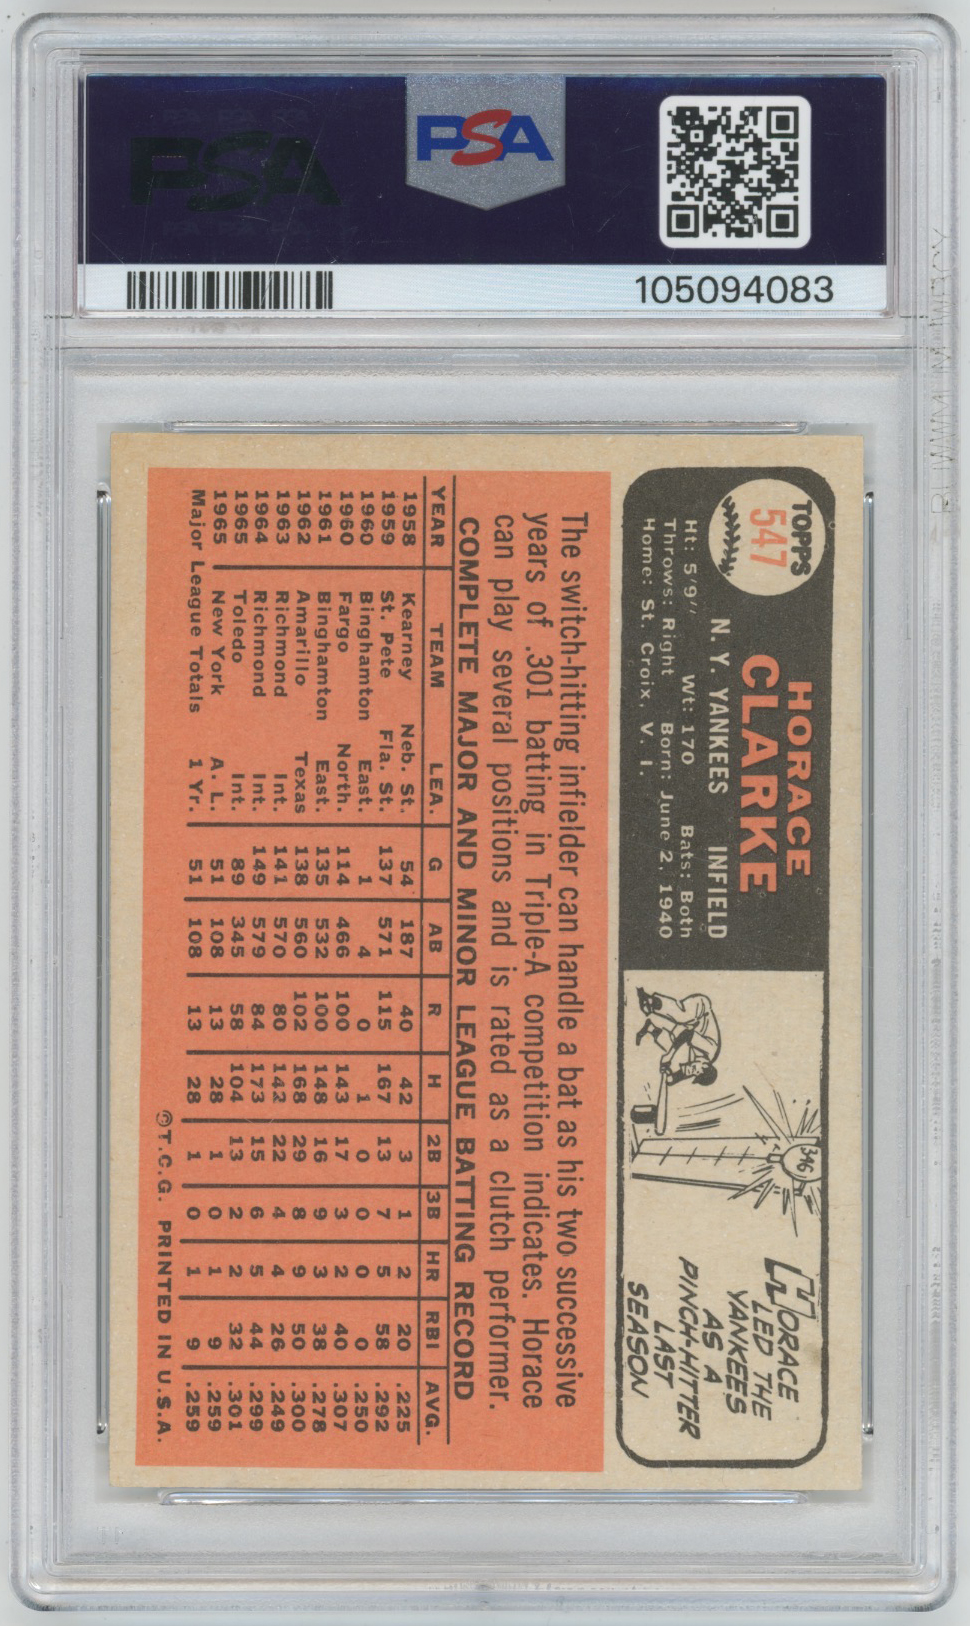 PSA
PSA
105094083
TOPPS
547
HORACE
CLARKE
N. Y. YANKEES INFIELD
Ht: 5'9" Wt: 170 Bats: Both
Throws: Right Born: June 2, 1940
Home: St. Croix, V. I.
346
HORACE
LED THE
YANKEES
AS A
PINCH-HITTER
LAST
SEASON
The switch-hitting infielder can handle a bat as his two successive
years of .301 batting in Triple-A competition indicates. Horace
can play several positions and is rated as a clutch performer.
COMPLETE MAJOR AND MINOR LEAGUE BATTING RECORD
YEAR TEAM LEA. G AB R H 2B 3B HR RBI AVG.
1958 Kearney Neb. St. 54 187 40 42 3 1 2 20 .225
1959 St. Pete Fla. St. 137 571 115 167 13 7 5 58 .292
1960 Binghamton East. 1 4 0 1 0 0 0 0 .250
1960 Fargo North. 114 466 100 143 17 3 2 40 .307
1961 Binghamton East. 135 532 100 148 16 9 3 38 .278
1962 Amarillo Texas 138 560 102 168 29 8 9 50 .300
1963 Richmond Int. 141 570 80 142 22 4 4 26 .249
1964 Richmond Int. 149 579 84 173 15 6 5 44 .299
1965 Toledo Int. 89 345 58 104 13 2 2 32 .301
1965 New York A. L. 51 108 13 28 1 0 1 9 .259
Major League Totals 1 Yr. 51 108 13 28 1 0 1 9 .259
©T.C.G. PRINTED IN U.S.A.